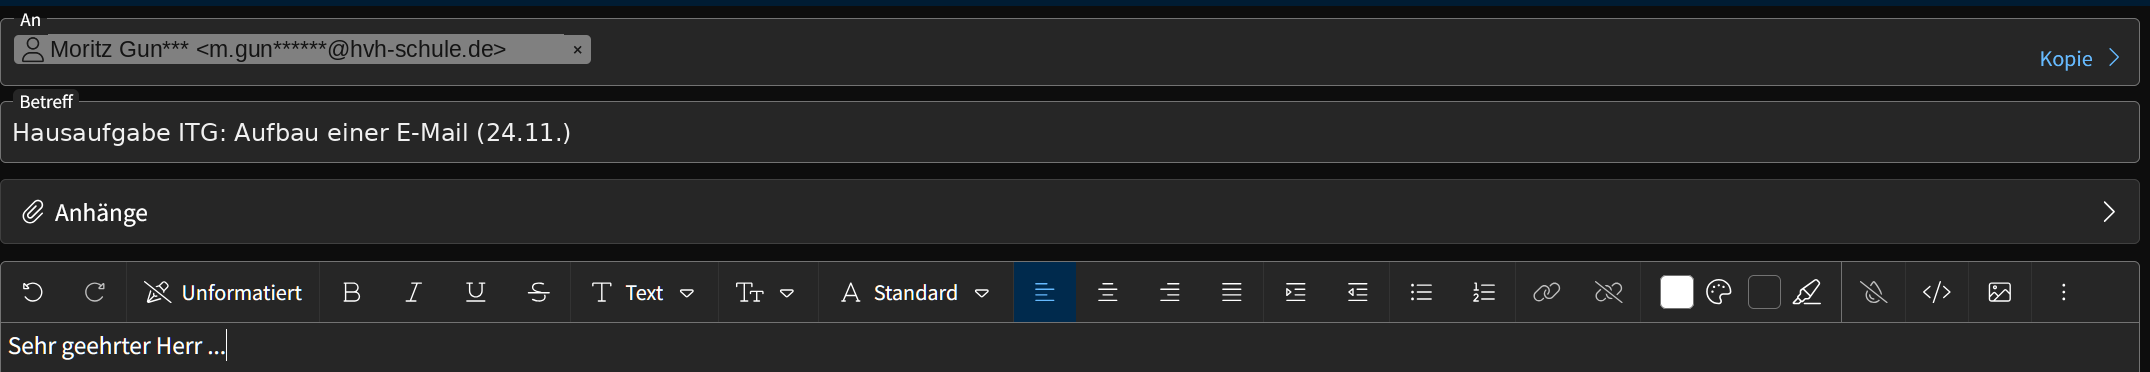 An
Moritz Gun*** <m.gun******@hvh-schule.de> ×
Kopie
Betreff
Hausaufgabe ITG: Aufbau einer E-Mail (24.11.)
Anhänge
Unformatiert B I U S T Text TT A Standard </>
Sehr geehrter Herr ...